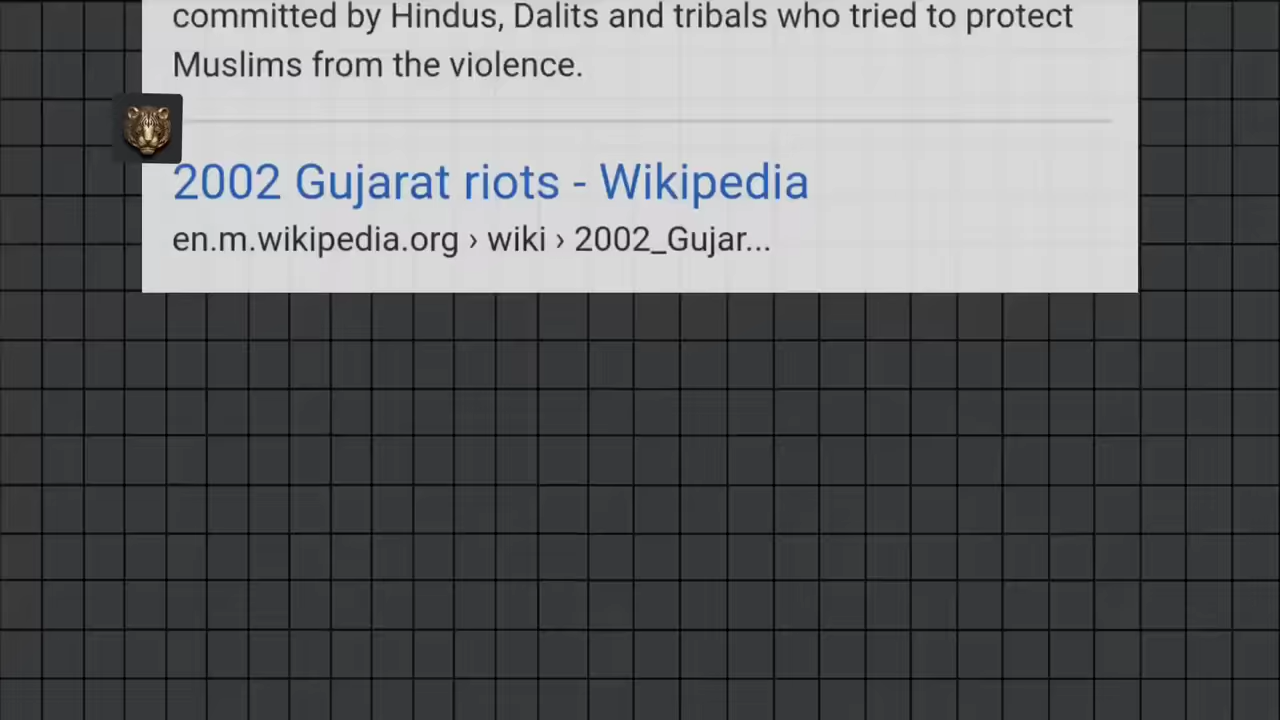 committed by Hindus, Dalits and tribals who tried to protect
Muslims from the violence.
2002 Gujarat riots - Wikipedia
en.m.wikipedia.org › wiki › 2002_Gujar...